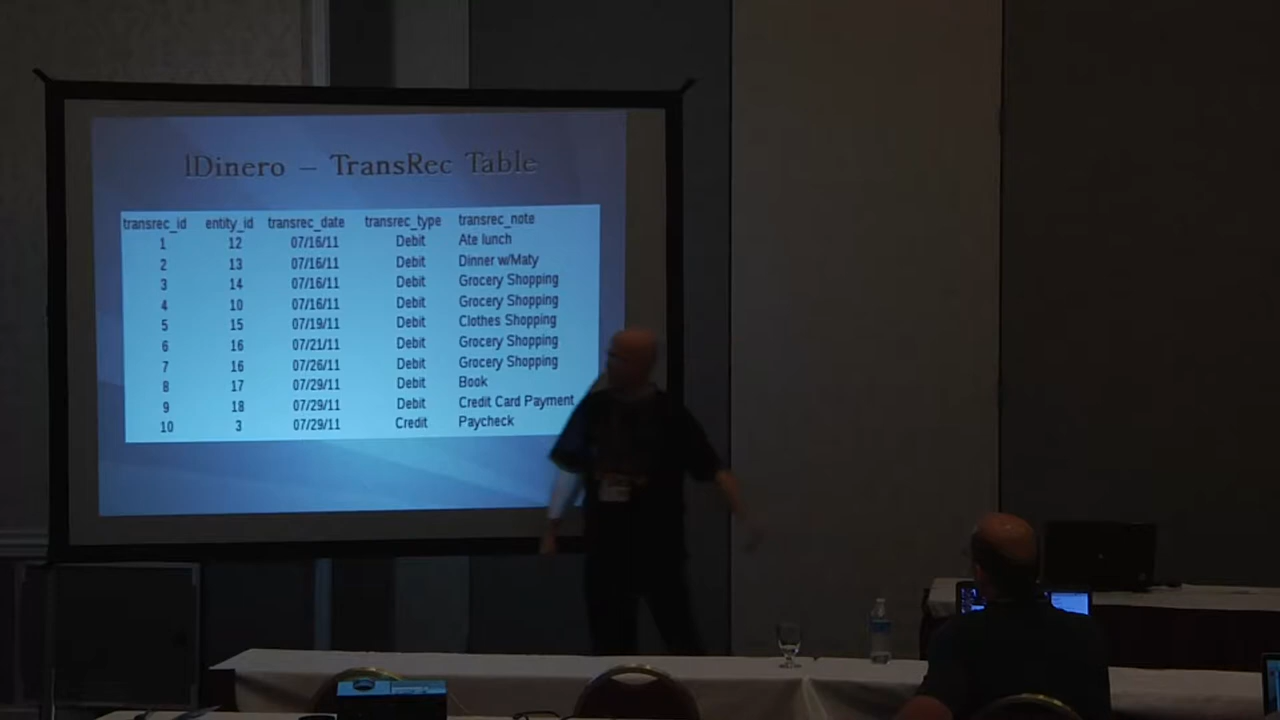 lDinero – TransRec Table
transrec_id entity_id transrec_date transrec_type transrec_note
1 12 07/16/11 Debit Ate lunch
2 13 07/16/11 Debit Dinner w/Maty
3 14 07/16/11 Debit Grocery Shopping
4 10 07/16/11 Debit Grocery Shopping
5 15 07/19/11 Debit Clothes Shopping
6 16 07/21/11 Debit Grocery Shopping
7 16 07/26/11 Debit Grocery Shopping
8 17 07/29/11 Debit Book
9 18 07/29/11 Debit Credit Card Payment
10 3 07/29/11 Credit Paycheck